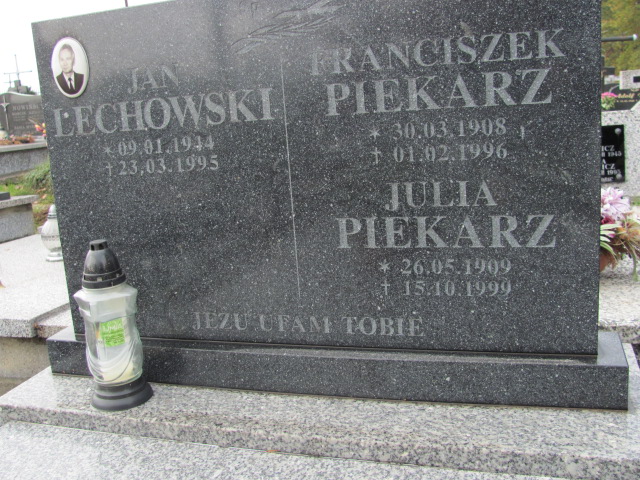 JAN
LECHOWSKI
* 09.01.1944
† 23.03.1995
FRANCISZEK
PIEKARZ
* 30.03.1908
† 01.02.1996
JULIA
PIEKARZ
* 26.05.1909
† 15.10.1999
JEZU UFAM TOBIE